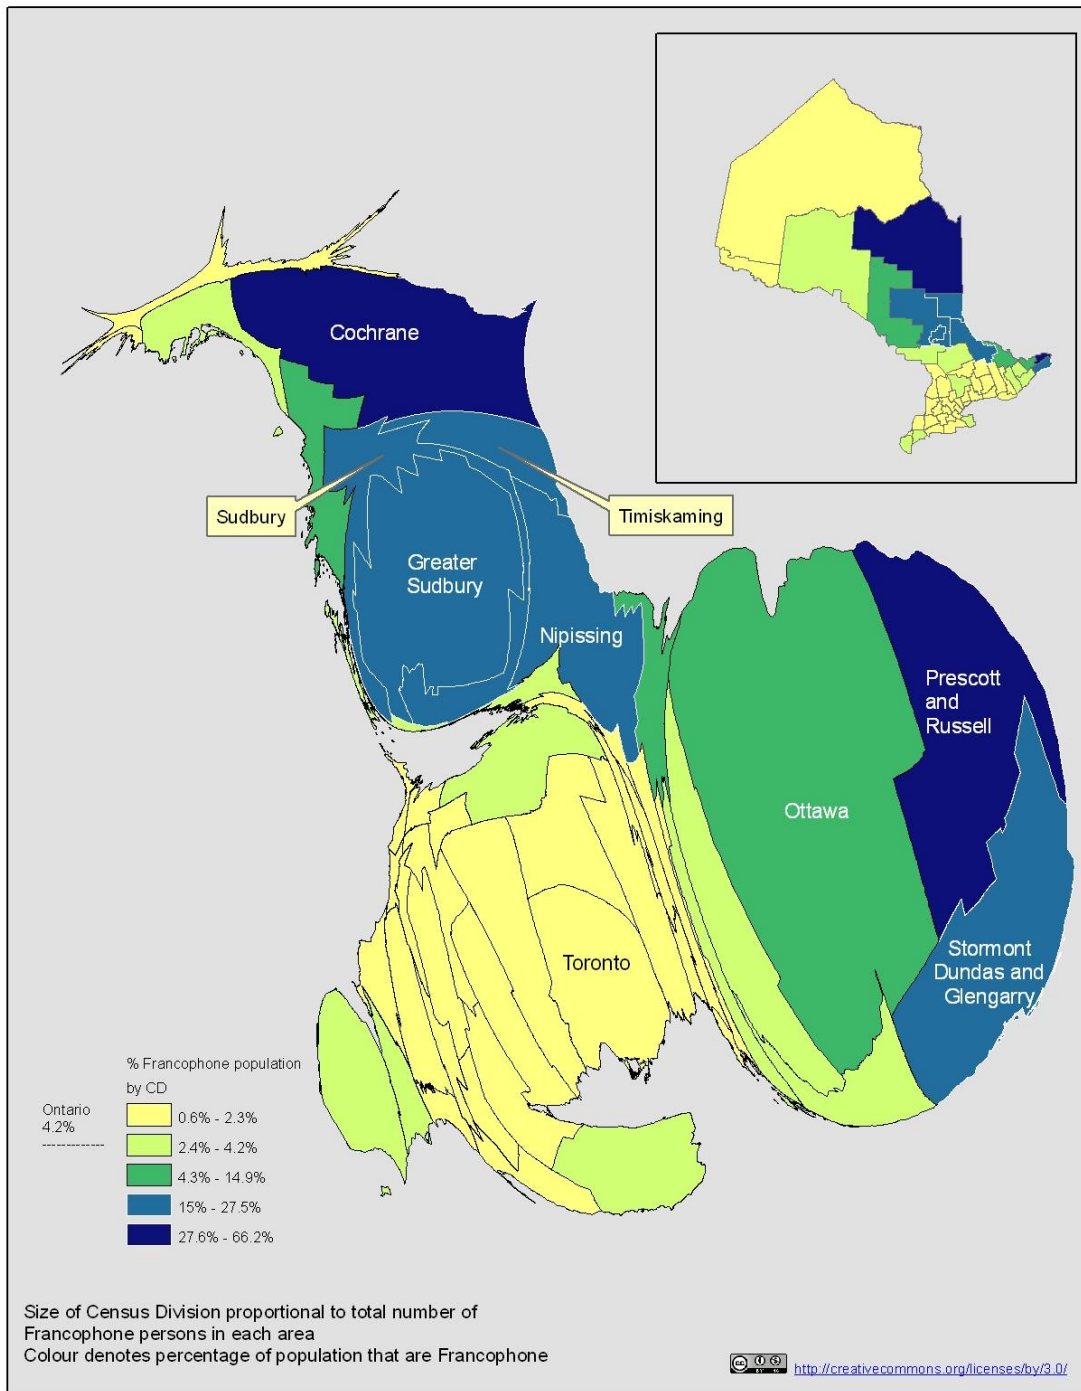 Cochrane
Sudbury
Timiskaming
Greater
Sudbury
Nipissing
Prescott
and
Russell
Ottawa
Toronto
Stormont
Dundas and
Glengarry
% Francophone population
by CD
Ontario
4.2%
-------------
0.6% - 2.3%
2.4% - 4.2%
4.3% - 14.9%
15% - 27.5%
27.6% - 66.2%
Size of Census Division proportional to total number of
Francophone persons in each area
Colour denotes percentage of population that are Francophone
http://creativecommons.org/licenses/by/3.0/